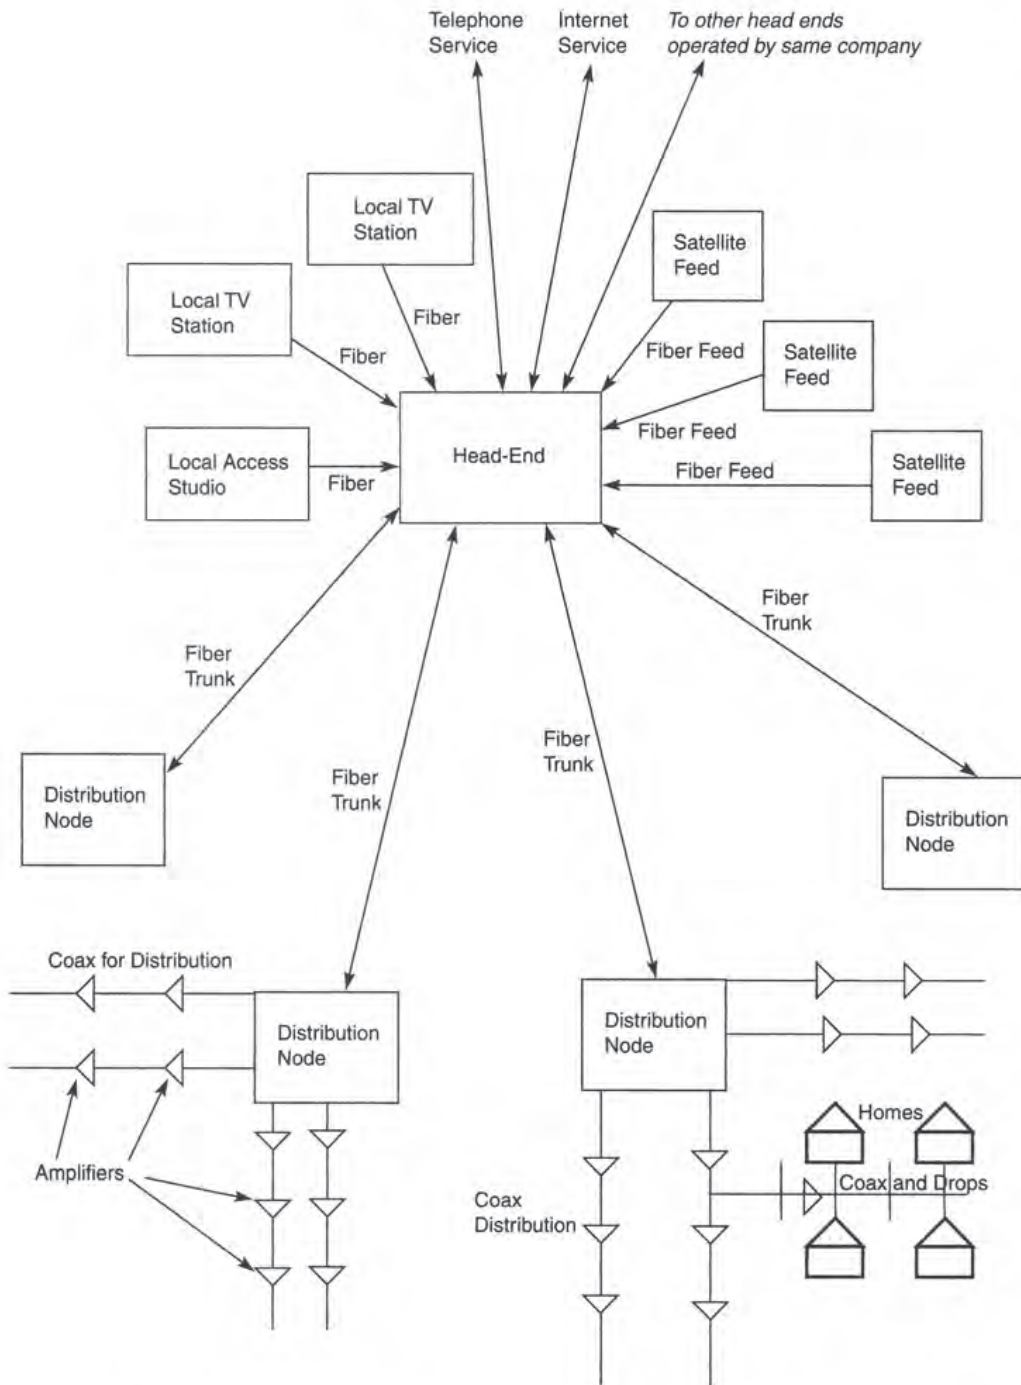 Telephone
Service
Internet
Service
To other head ends
operated by same company
Local TV
Station
Satellite
Feed
Local TV
Station
Fiber
Fiber
Fiber Feed
Satellite
Feed
Fiber Feed
Head-End
Local Access
Studio
Fiber
Fiber Feed
Satellite
Feed
Fiber
Trunk
Fiber
Trunk
Fiber
Trunk
Fiber
Trunk
Distribution
Node
Distribution
Node
Coax for Distribution
Distribution
Node
Distribution
Node
Homes
Amplifiers
Coax and Drops
Coax
Distribution